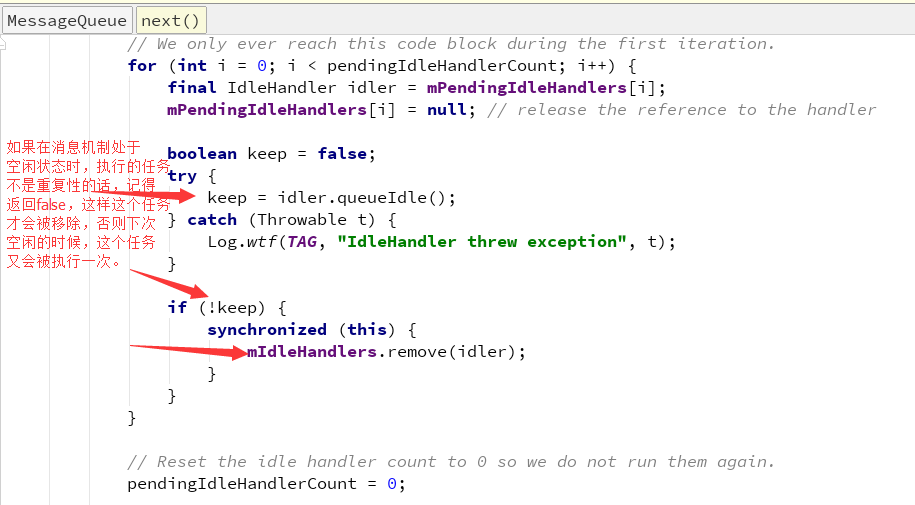 MessageQueue next()
// We only ever reach this code block during the first iteration.
for (int i = 0; i < pendingIdleHandlerCount; i++) {
final IdleHandler idler = mPendingIdleHandlers[i];
mPendingIdleHandlers[i] = null; // release the reference to the handler
boolean keep = false;
try {
keep = idler.queueIdle();
} catch (Throwable t) {
Log.wtf(TAG, "IdleHandler threw exception", t);
}
if (!keep) {
synchronized (this) {
mIdleHandlers.remove(idler);
}
}
}
// Reset the idle handler count to 0 so we do not run them again.
pendingIdleHandlerCount = 0;
如果在消息机制处于
空闲状态时，执行的任务
不是重复性的话，记得
返回false，这样这个任务
才会被移除，否则下次
空闲的时候，这个任务
又会被执行一次。